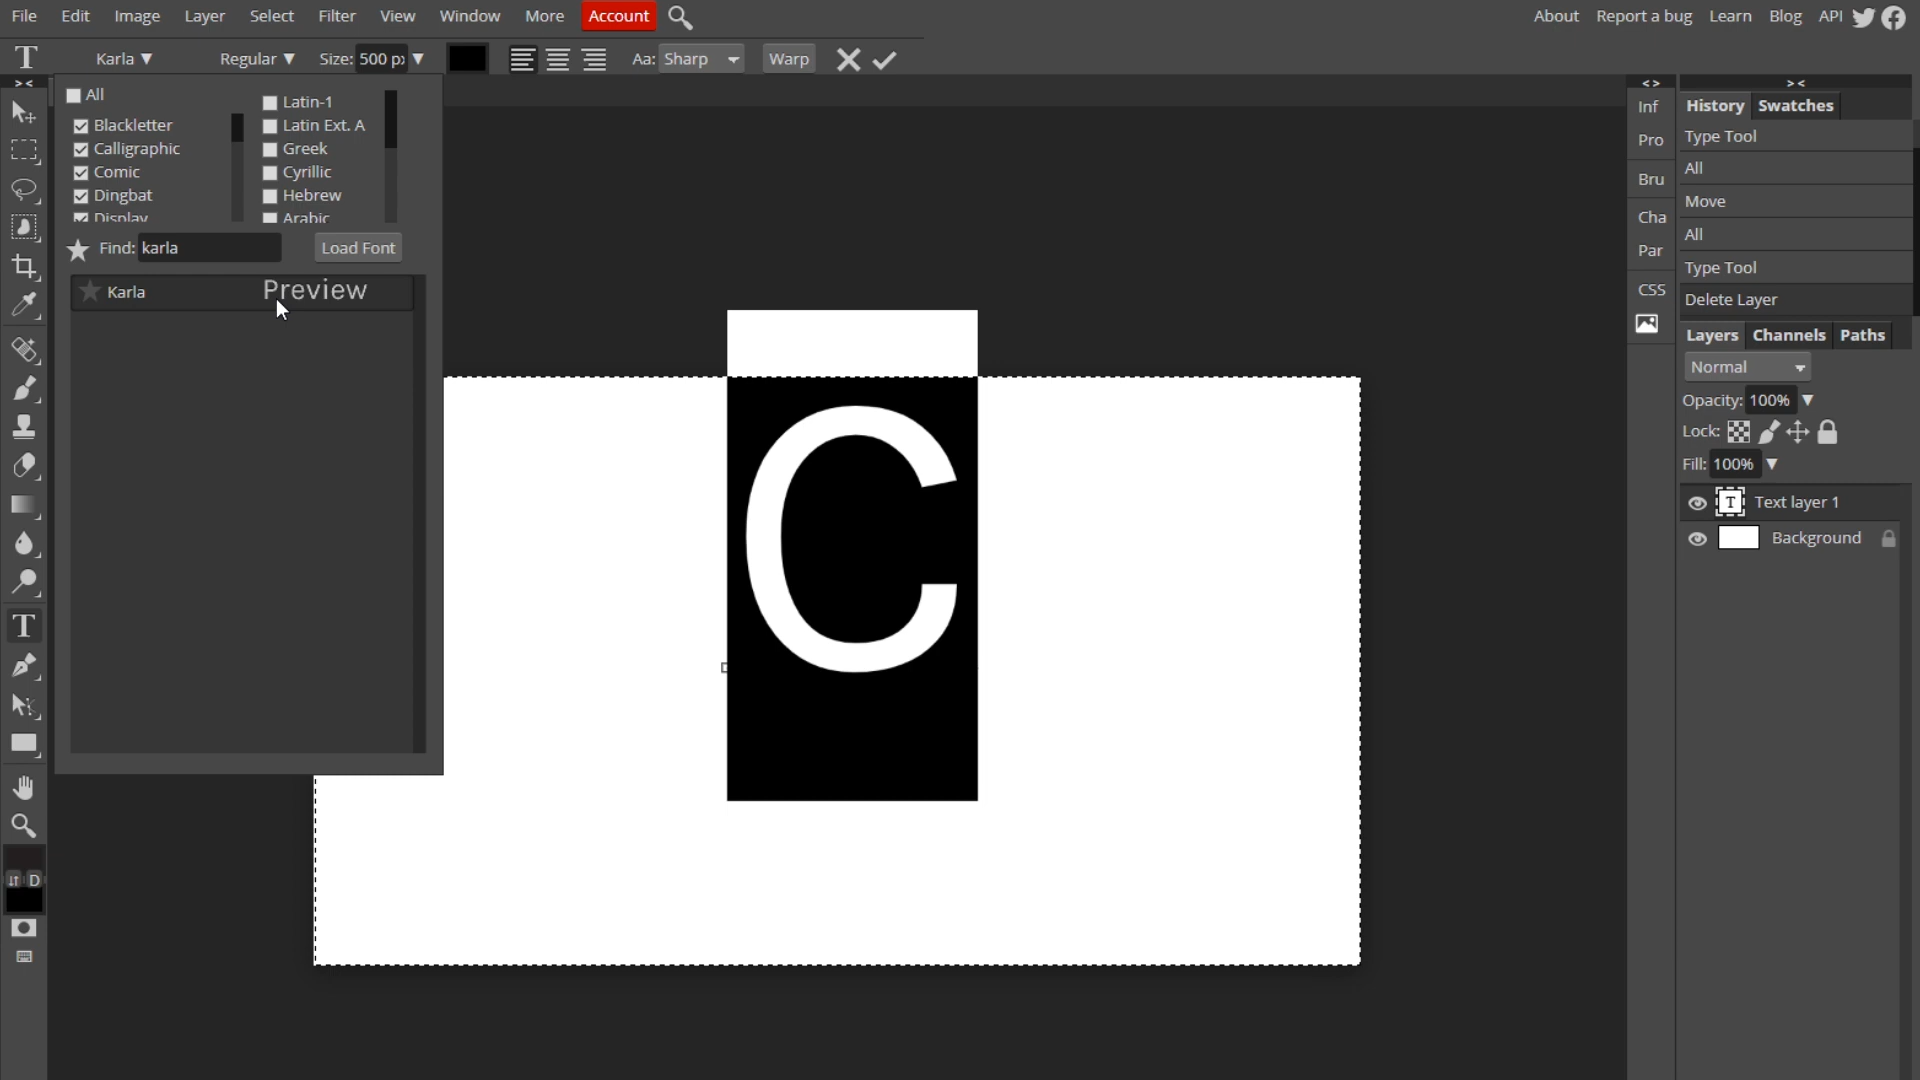 File Edit Image Layer Select Filter View Window More Account About Report a bug Learn Blog API
T Karla ▼ Regular ▼ Size: 500 p: ▼ Aa: Sharp Warp
> < < > > <
All
Blackletter
Calligraphic
Comic
Dingbat
Display
Latin-1
Latin Ext. A
Greek
Cyrillic
Hebrew
Arabic
Find: karla Load Font
Karla Preview
C
T
D
Inf
Pro
Bru
Cha
Par
CSS
History Swatches
Type Tool
All
Move
All
Type Tool
Delete Layer
Layers Channels Paths
Normal
Opacity: 100% ▼
Lock:
Fill: 100% ▼
T Text layer 1
Background